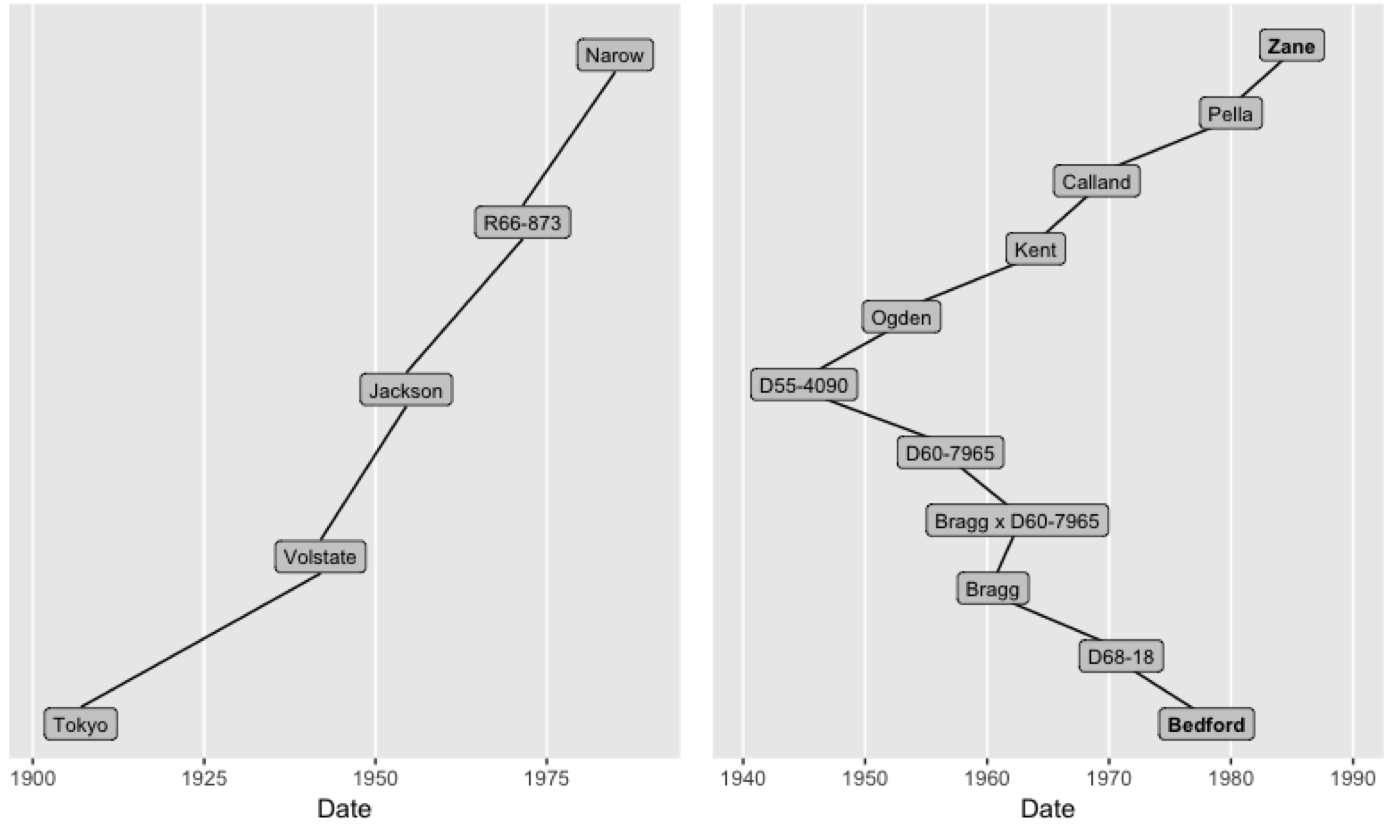 Narow
R66-873
Jackson
Volstate
Tokyo
1900 1925 1950 1975
Date
Zane
Pella
Calland
Kent
Ogden
D55-4090
D60-7965
Bragg x D60-7965
Bragg
D68-18
Bedford
1940 1950 1960 1970 1980 1990
Date